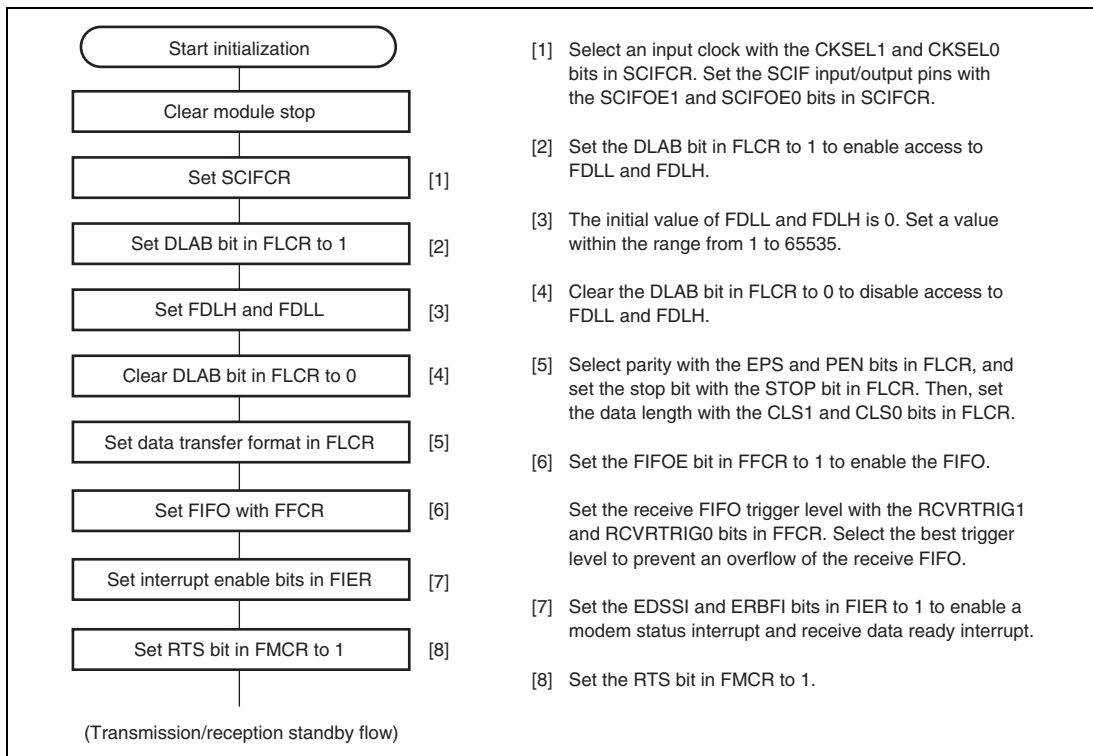 Start initialization
Clear module stop
Set SCIFCR
[1]
Set DLAB bit in FLCR to 1
[2]
Set FDLH and FDLL
[3]
Clear DLAB bit in FLCR to 0
[4]
Set data transfer format in FLCR
[5]
Set FIFO with FFCR
[6]
Set interrupt enable bits in FIER
[7]
Set RTS bit in FMCR to 1
[8]
(Transmission/reception standby flow)
[1] Select an input clock with the CKSEL1 and CKSEL0
bits in SCIFCR. Set the SCIF input/output pins with
the SCIFOE1 and SCIFOE0 bits in SCIFCR.
[2] Set the DLAB bit in FLCR to 1 to enable access to
FDLL and FDLH.
[3] The initial value of FDLL and FDLH is 0. Set a value
within the range from 1 to 65535.
[4] Clear the DLAB bit in FLCR to 0 to disable access to
FDLL and FDLH.
[5] Select parity with the EPS and PEN bits in FLCR, and
set the stop bit with the STOP bit in FLCR. Then, set
the data length with the CLS1 and CLS0 bits in FLCR.
[6] Set the FIFOE bit in FFCR to 1 to enable the FIFO.
Set the receive FIFO trigger level with the RCVRTRIG1
and RCVRTRIG0 bits in FFCR. Select the best trigger
level to prevent an overflow of the receive FIFO.
[7] Set the EDSSI and ERBFI bits in FIER to 1 to enable a
modem status interrupt and receive data ready interrupt.
[8] Set the RTS bit in FMCR to 1.